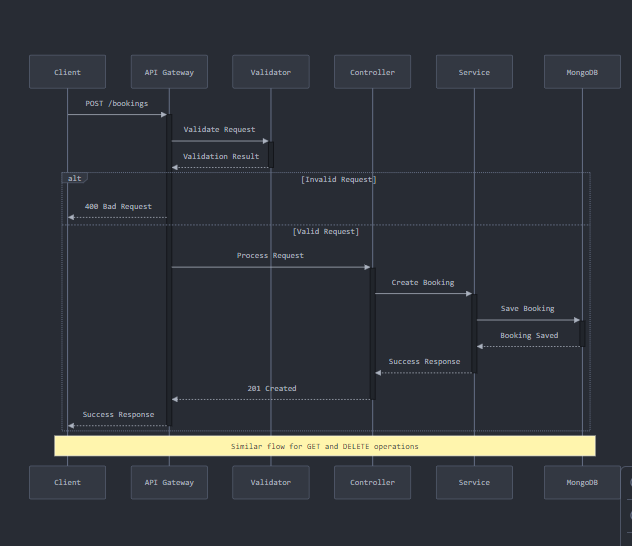 Client
API Gateway
Validator
Controller
Service
MongoDB
POST /bookings
Validate Request
Validation Result
alt
[Invalid Request]
400 Bad Request
[Valid Request]
Process Request
Create Booking
Save Booking
Booking Saved
Success Response
201 Created
Success Response
Similar flow for GET and DELETE operations
Client
API Gateway
Validator
Controller
Service
MongoDB